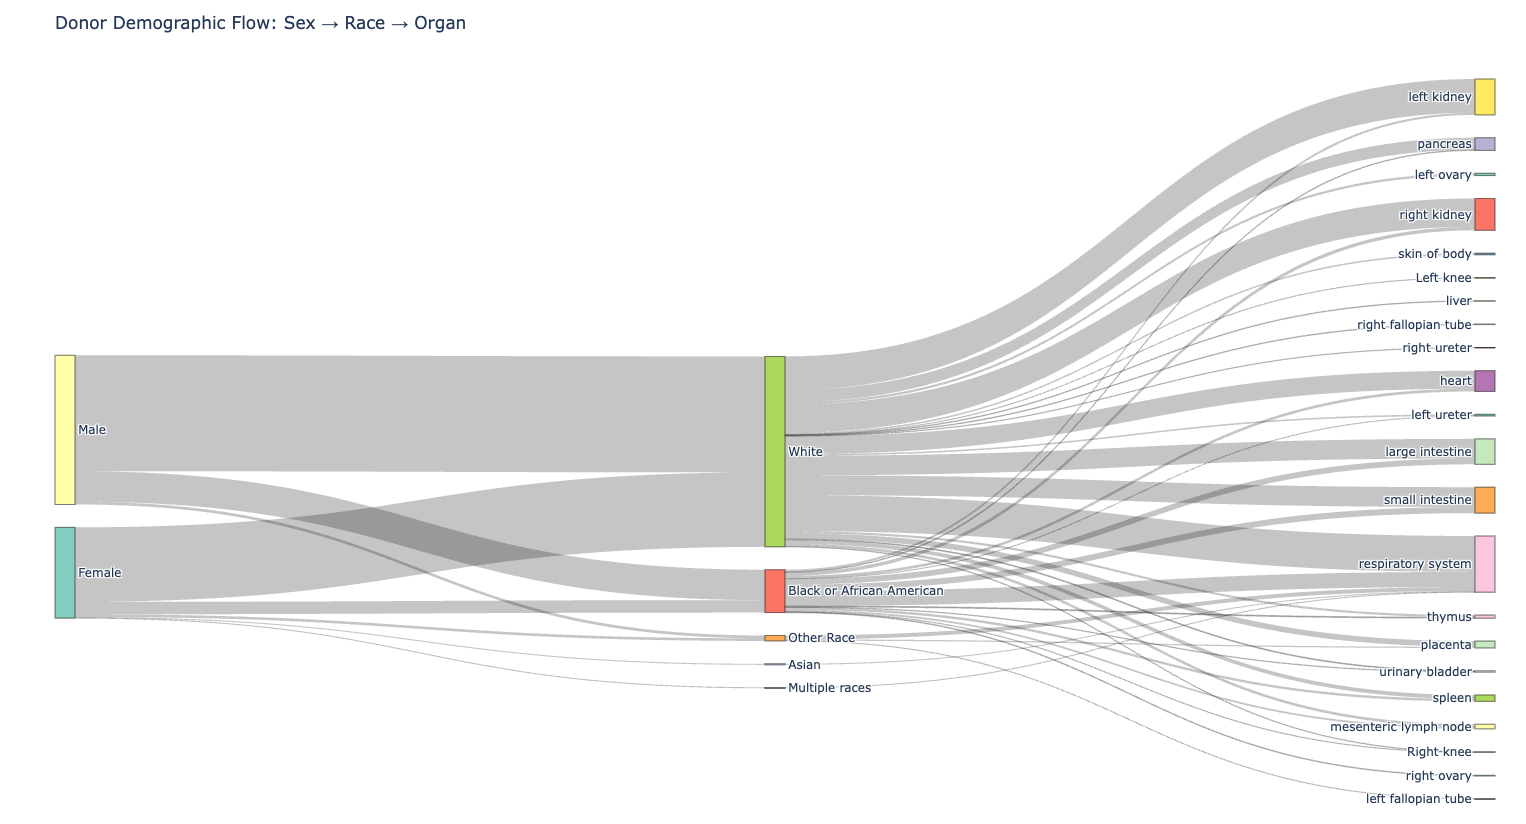 Donor Demographic Flow: Sex → Race → Organ
left kidney
pancreas
left ovary
right kidney
skin of body
Left knee
liver
right fallopian tube
right ureter
heart
left ureter
Male
White
large intestine
small intestine
respiratory system
Female
Black or African American
thymus
Other Race
placenta
Asian
urinary bladder
Multiple races
spleen
mesenteric lymph node
Right knee
right ovary
left fallopian tube